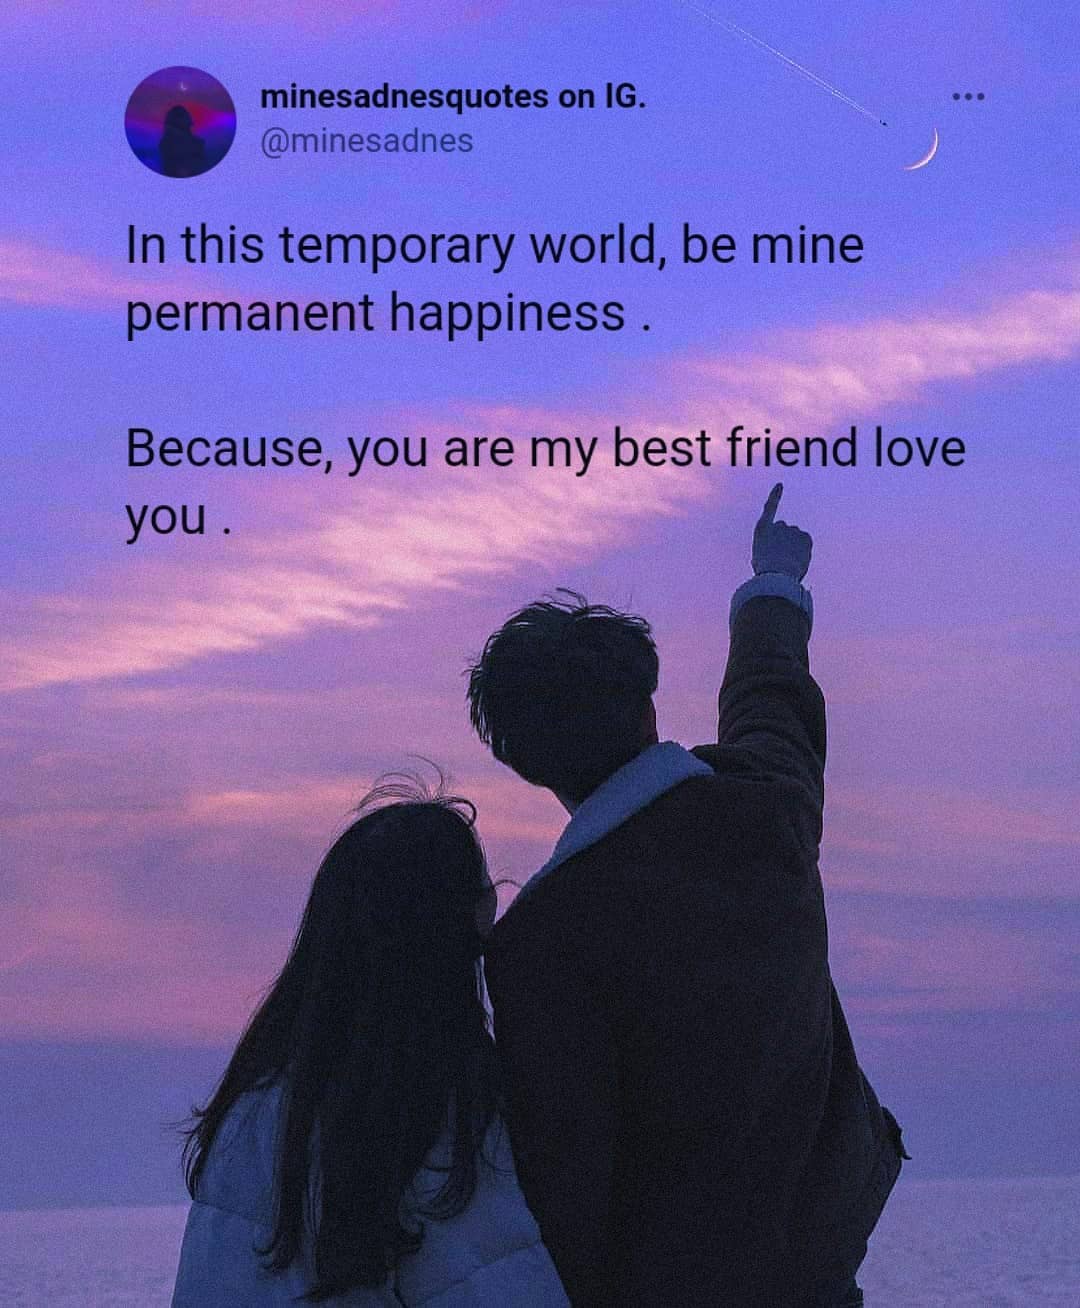 minesadnesquotes on IG.
@minesadnes
In this temporary world, be mine
permanent happiness .
Because, you are my best friend love
you .